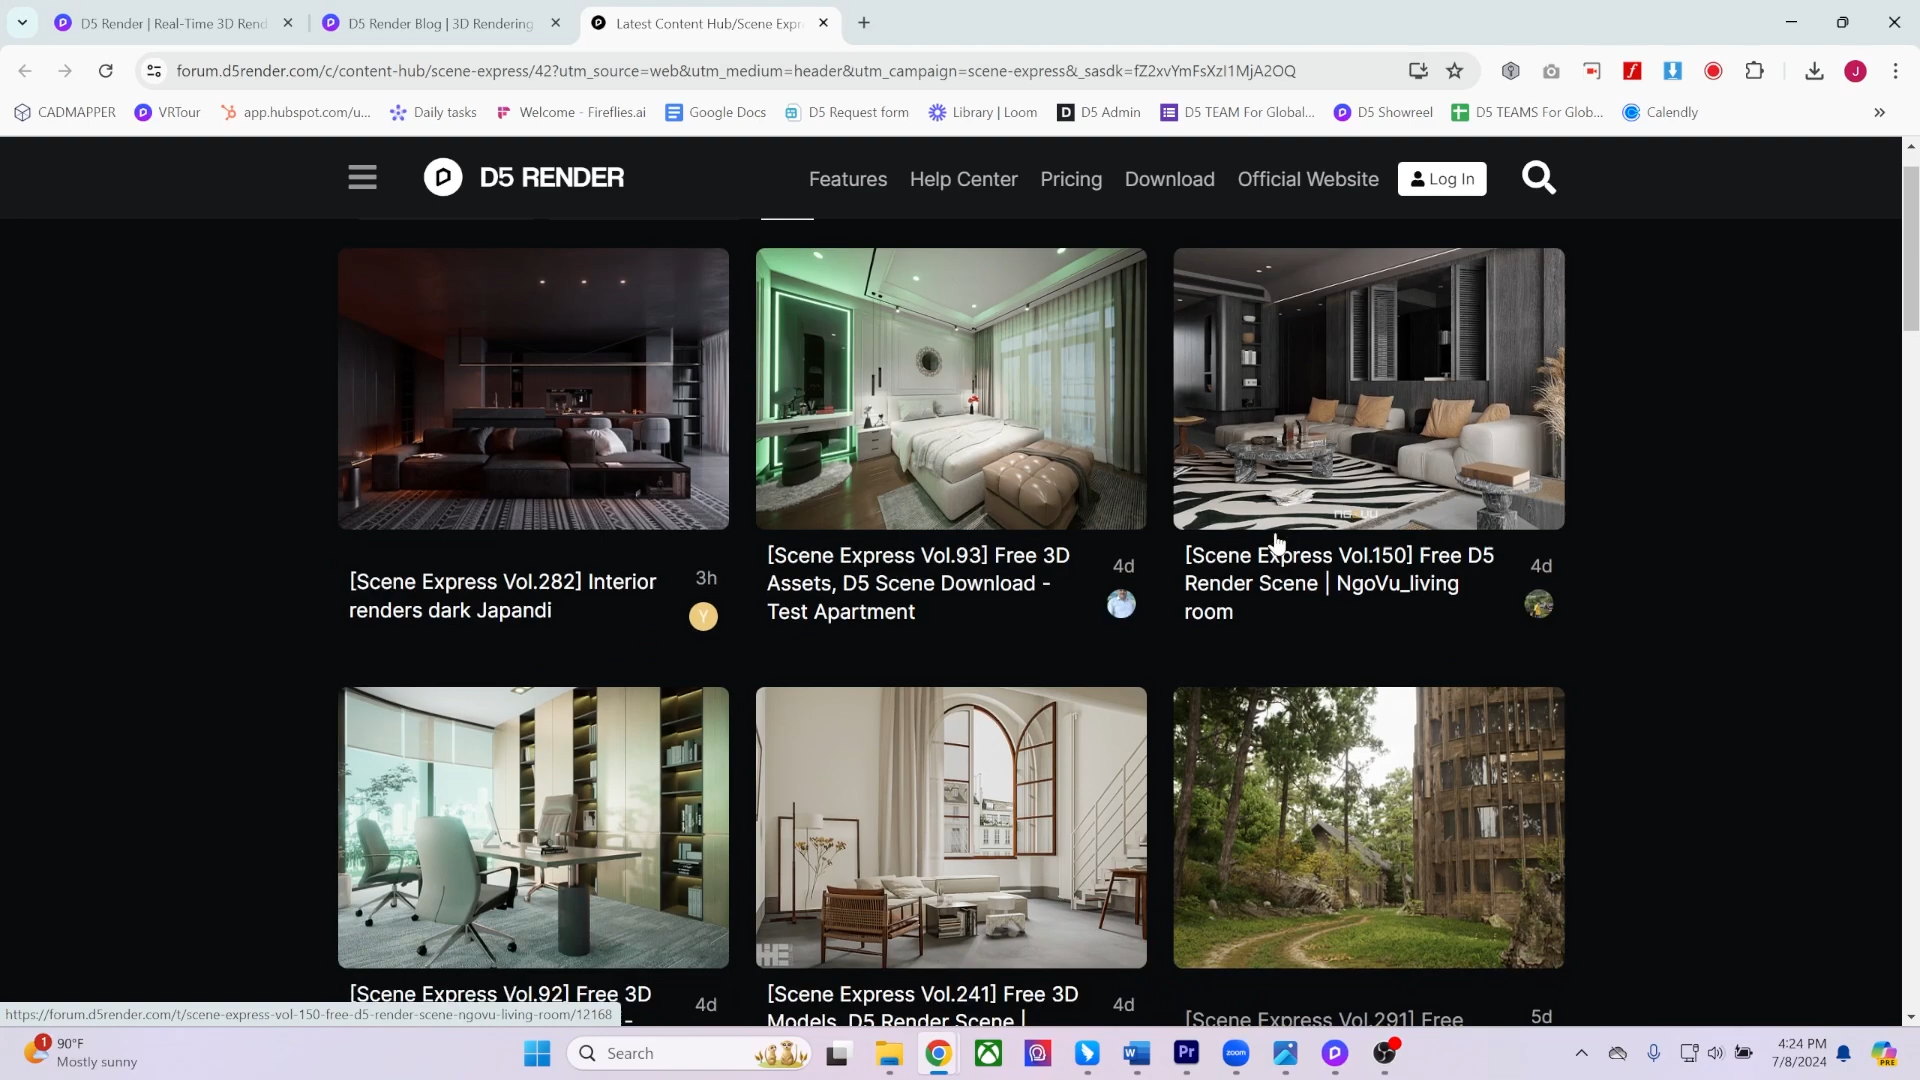 D5 Render | Real-Time 3D Rend
D5 Render Blog | 3D Rendering
Latest Content Hub/Scene Expr
forum.d5render.com/c/content-hub/scene-express/42?utm_source=web&utm_medium=header&utm_campaign=scene-express&_sasdk=fZ2xvYmFsXzI1MjA2OQ
CADMAPPER
VRTour
app.hubspot.com/u...
Daily tasks
Welcome - Fireflies.ai
Google Docs
D5 Request form
Library | Loom
D5 Admin
D5 TEAM For Global...
D5 Showreel
D5 TEAMS For Glob...
Calendly
D5 RENDER
Features
Help Center
Pricing
Download
Official Website
Log In
[Scene Express Vol.282] Interior
renders dark Japandi
3h
Y
[Scene Express Vol.93] Free 3D
Assets, D5 Scene Download -
Test Apartment
4d
NGOVU
[Scene Express Vol.150] Free D5
Render Scene | NgoVu_living
room
4d
[Scene Express Vol.92] Free 3D
4d
[Scene Express Vol.241] Free 3D
Models, D5 Render Scene |
4d
[Scene Express Vol.291] Free
5d
https://forum.d5render.com/t/scene-express-vol-150-free-d5-render-scene-ngovu-living-room/12168
1
90°F
Mostly sunny
Search
zoom
4:24 PM
7/8/2024
PRE